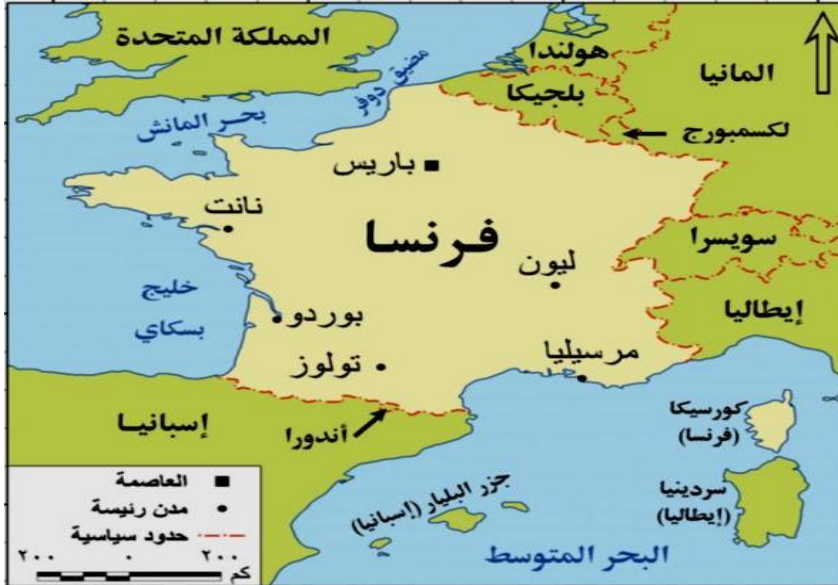 المملكة المتحدة
هولندا
المانيا
بلجيكا
مضيق دوفر
بحر المانش
لكسمبورج
باريس
نانت
فرنسا
سويسرا
ليون
خليج
بسكاي
بوردو
إيطاليا
مرسيليا
تولوز
كورسيكا
(فرنسا)
إسبانيا
أندورا
سردينيا
(إيطاليا)
جزر البليار (إسبانيا)
البحر المتوسط
العاصمة
مدن رئيسة
حدود سياسية
٢٠٠ ٠ ٢٠٠
كم